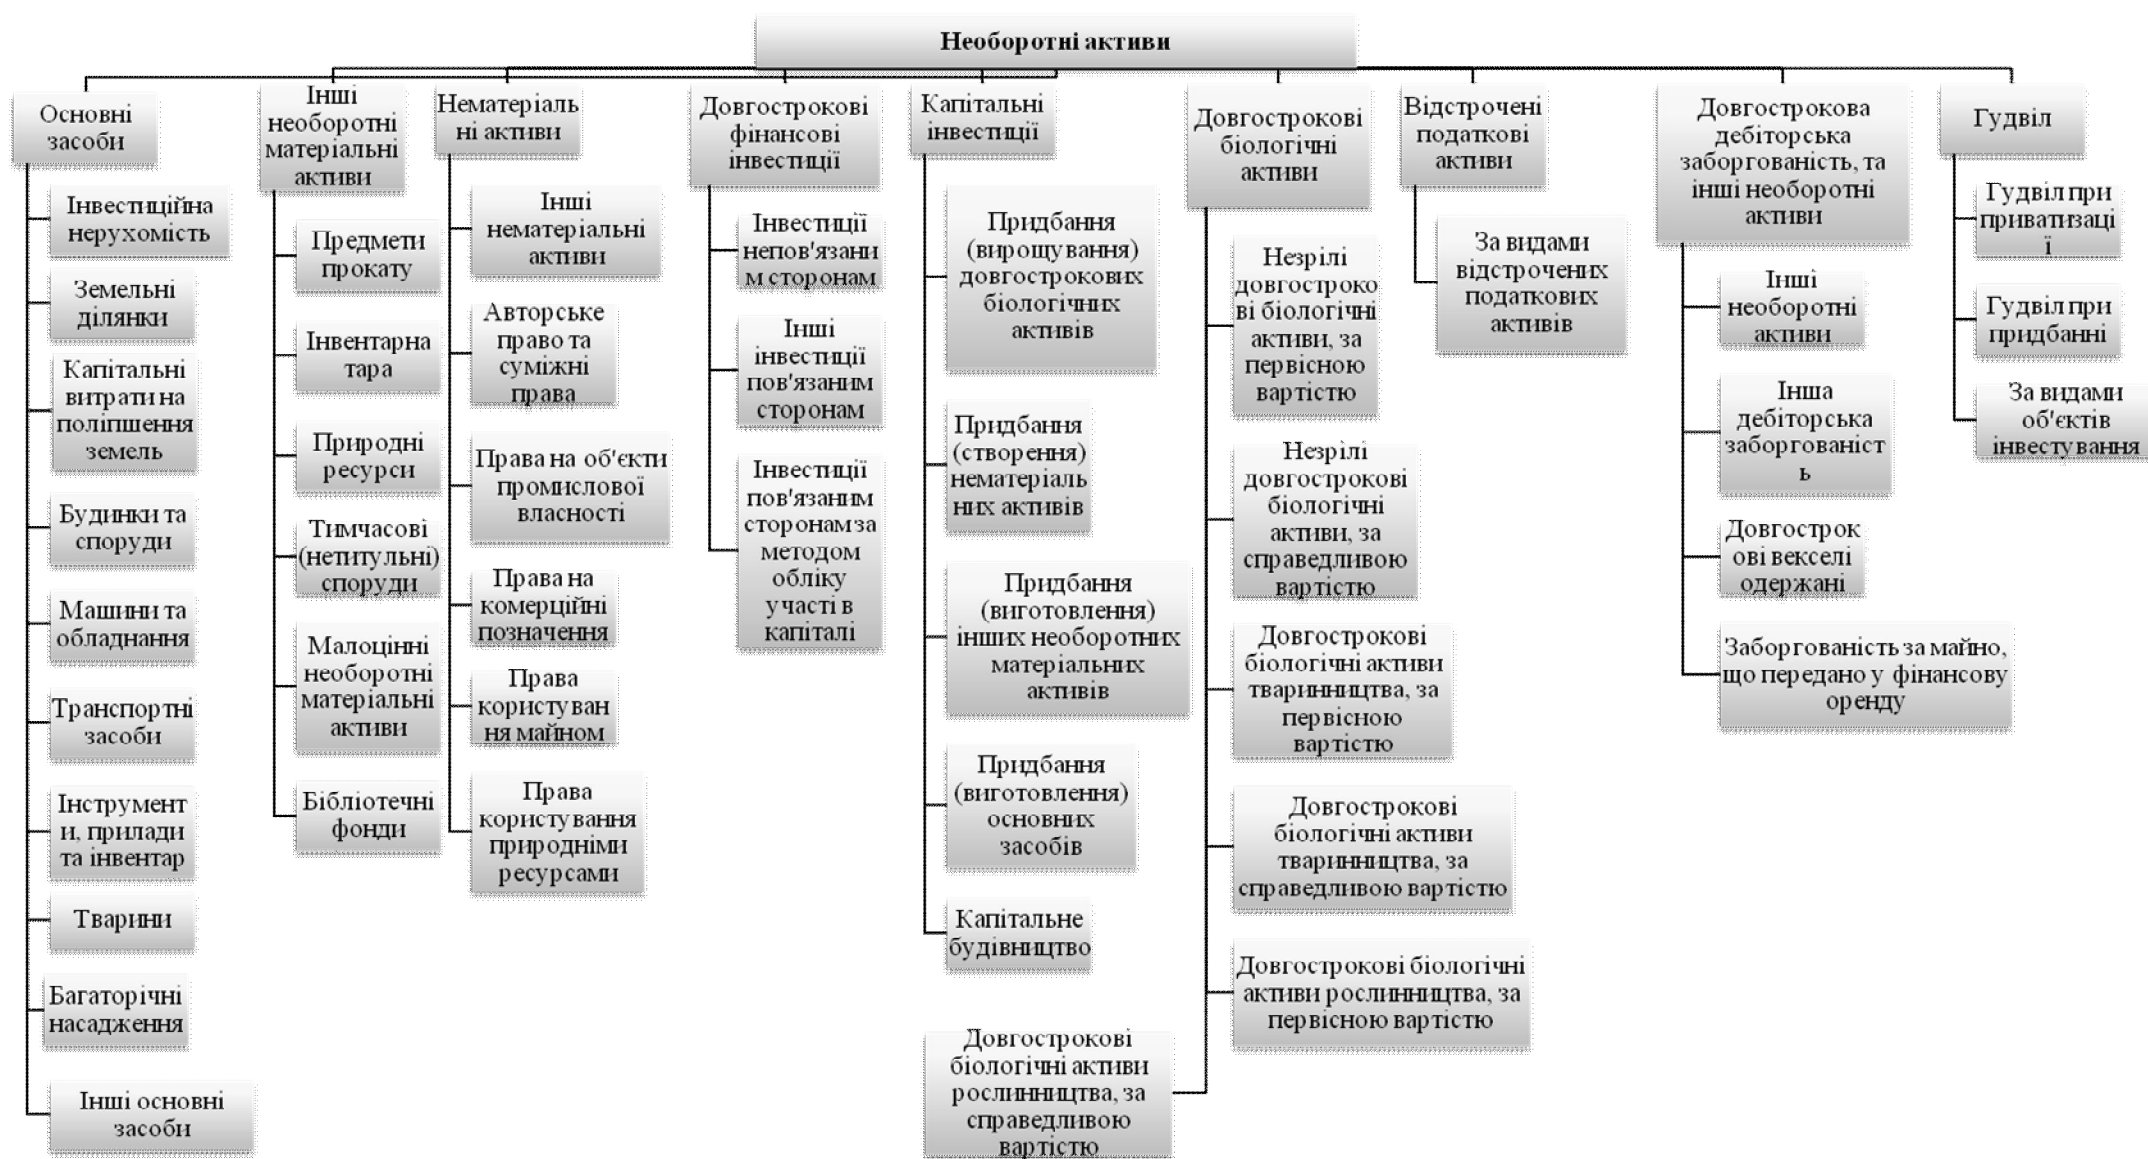 Необоротні активи
Основні
засоби
Інвестиційна
нерухомість
Земельні
ділянки
Капітальні
витрати на
поліпшення
земель
Будинки та
споруди
Машини та
обладнання
Транспортні
засоби
Інструмент
и, прилади
та інвентар
Тварини
Багаторічні
насадження
Інші основні
засоби
Інші
необоротні
матеріальні
активи
Предмети
прокату
Інвентарна
тара
Природні
ресурси
Тимчасові
(нетитульні)
споруди
Малоцінні
необоротні
матеріальні
активи
Бібліотечні
фонди
Нематеріаль
ні активи
Інші
нематеріальні
активи
Авторське
право та
суміжні
права
Права на об'єкти
промислової
власності
Права на
комерційні
позначення
Права
користуван
ня майном
Права
користування
природніми
ресурсами
Довгострокові
фінансові
інвестиції
Інвестиції
непов'язани
м сторонам
Інші
інвестиції
пов'язаним
сторонам
Інвестиції
пов'язаним
сторонам за
методом
обліку
участі в
капіталі
Капітальні
інвестиції
Придбання
(вирощування)
довгострокових
біологічних
активів
Придбання
(створення)
нематеріаль
них активів
Придбання
(виготовлення)
інших необоротних
матеріальних
активів
Придбання
(виготовлення)
основних
засобів
Капітальне
будівництво
Довгострокові
біологічні
активи
Незрілі
довгостроко
ві біологічні
активи, за
первісною
вартістю
Незрілі
довгострокові
біологічні
активи, за
справедливою
вартістю
Довгострокові
біологічні активи
тваринництва, за
первісною
вартістю
Довгострокові
біологічні активи
тваринництва, за
справедливою вартістю
Довгострокові біологічні
активи рослинництва, за
первісною вартістю
Довгострокові
біологічні активи
рослинництва, за
справедливою
вартістю
Відстрочені
податкові
активи
За видами
відстрочених
податкових
активів
Довгострокова
дебіторська
заборгованість, та
інші необоротні
активи
Інші
необоротні
активи
Інша
дебіторська
заборгованіст
ь
Довгострок
ові векселі
одержані
Заборгованість за майно,
що передано у фінансову
оренду
Гудвіл
Гудвіл при
приватизаці
ї
Гудвіл при
придбанні
За видами
об'єктів
інвестування